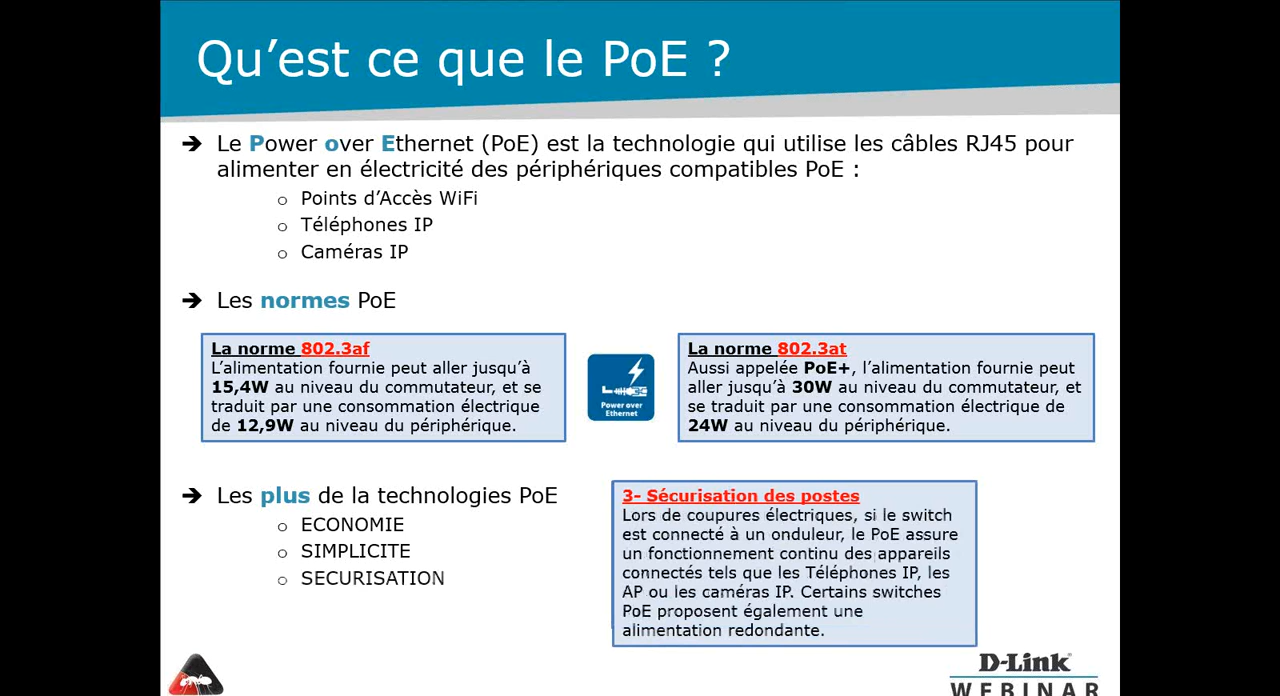 Qu’est ce que le PoE ?
➔ Le Power over Ethernet (PoE) est la technologie qui utilise les câbles RJ45 pour
alimenter en électricité des périphériques compatibles PoE :
o Points d’Accès WiFi
o Téléphones IP
o Caméras IP
➔ Les normes PoE
La norme 802.3af
L’alimentation fournie peut aller jusqu’à
15,4W au niveau du commutateur, et se
traduit par une consommation électrique
de 12,9W au niveau du périphérique.
Power over
Ethernet
La norme 802.3at
Aussi appelée PoE+, l’alimentation fournie peut
aller jusqu’à 30W au niveau du commutateur, et
se traduit par une consommation électrique de
24W au niveau du périphérique.
➔ Les plus de la technologies PoE
o ECONOMIE
o SIMPLICITE
o SECURISATION
3- Sécurisation des postes
Lors de coupures électriques, si le switch
est connecté à un onduleur, le PoE assure
un fonctionnement continu des appareils
connectés tels que les Téléphones IP, les
AP ou les caméras IP. Certains switches
PoE proposent également une
alimentation redondante.
D-Link
WEBINAR